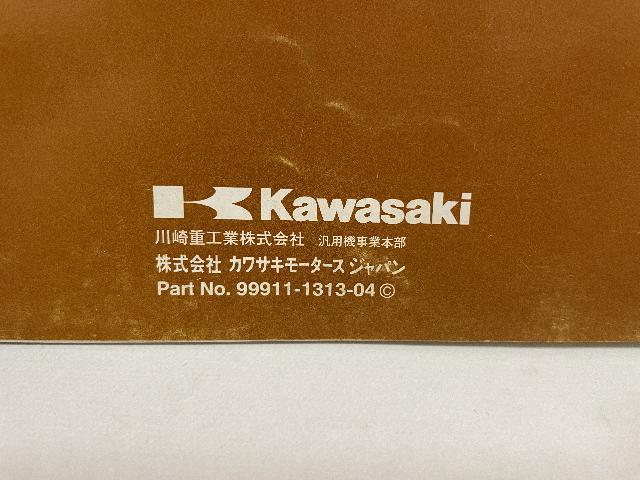 Kawasaki
川崎重工業株式会社 汎用機事業本部
株式会社 カワサキモータース ジャパン
Part No. 99911-1313-04 ©